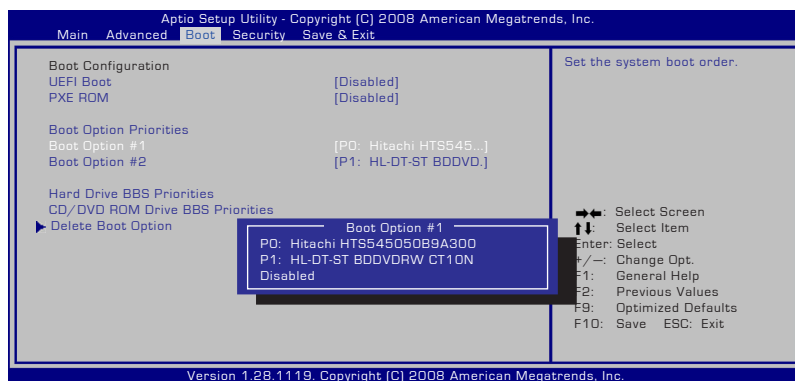 Aptio Setup Utility - Copyright (C) 2008 American Megatrends, Inc.
Main Advanced Boot Security Save & Exit
Boot Configuration
UEFI Boot [Disabled]
PXE ROM [Disabled]
Boot Option Priorities
Boot Option #1 [P0: Hitachi HTS545...]
Boot Option #2 [P1: HL-DT-ST BDDVD.]
Hard Drive BBS Priorities
CD/DVD ROM Drive BBS Priorities
Delete Boot Option
Boot Option #1
P0: Hitachi HTS545050B9A300
P1: HL-DT-ST BDDVDRW CT10N
Disabled
Set the system boot order.
→←: Select Screen
↑↓: Select Item
Enter: Select
+/—: Change Opt.
F1: General Help
F2: Previous Values
F9: Optimized Defaults
F10: Save ESC: Exit
Version 1.28.1119. Copyright (C) 2008 American Megatrends, Inc.